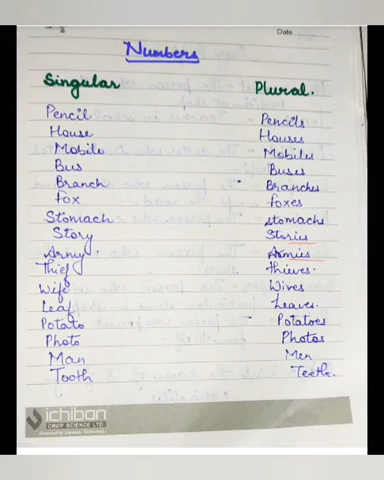 Date
Numbers
Singular Plural.
Pencil Pencils
House Houses
Mobile Mobiles
Bus Buses
Branch Branches
Fox foxes
Stomach stomachs
Story Stories
Army Armies
Thief thieves
Wife Wives
Leaf Leaves
Potato Potatoes
Photo Photos
Man Men
Tooth Teeth
ichiban
CROP SCIENCE LTD